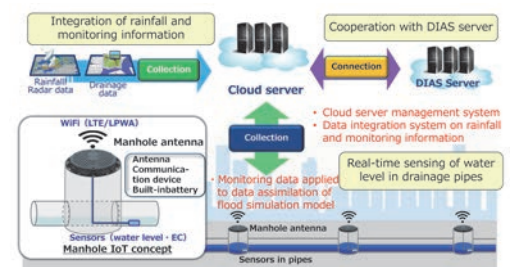 Integration of rainfall and
monitoring information
Cooperation with DIAS server
Collection
Connection
Rainfall
Radar data
Drainage
data
Cloud server
DIAS Server
• Cloud server management system
• Data integration system on rainfall
and monitoring information
WiFi (LTE/LPWA)
Manhole antenna
Antenna
Communica-
tion device
Built-inbattery
Collection
Real-time sensing of water
level in drainage pipes
• Monitoring data applied
to data assimilation of
flood simulation model
Sensors (water level・EC)
Manhole IoT concept
Manhole antenna
Sensors in pipes